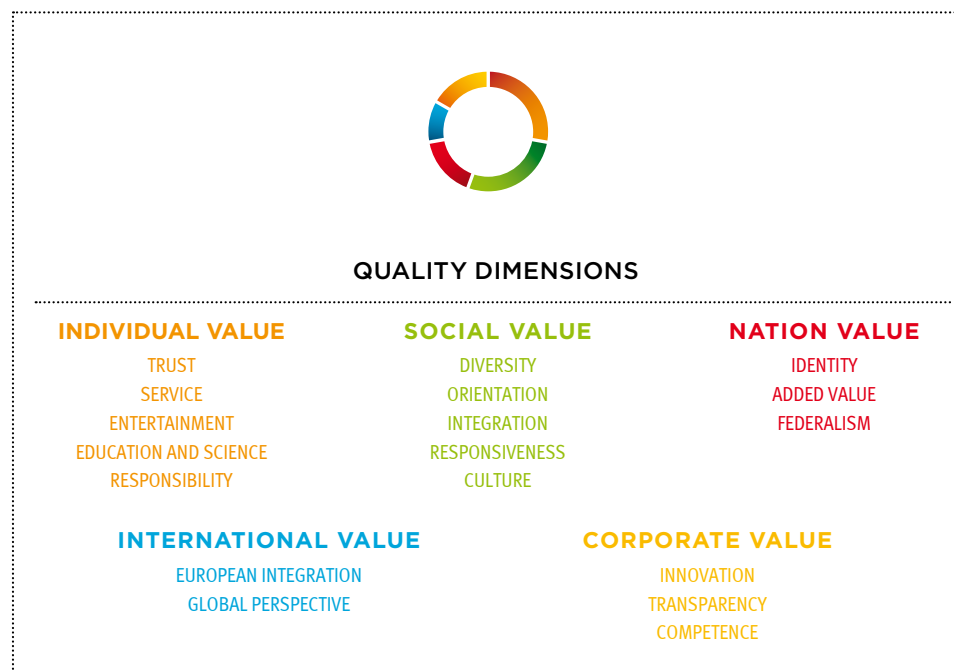 QUALITY DIMENSIONS
INDIVIDUAL VALUE
TRUST
SERVICE
ENTERTAINMENT
EDUCATION AND SCIENCE
RESPONSIBILITY
SOCIAL VALUE
DIVERSITY
ORIENTATION
INTEGRATION
RESPONSIVENESS
CULTURE
NATION VALUE
IDENTITY
ADDED VALUE
FEDERALISM
INTERNATIONAL VALUE
EUROPEAN INTEGRATION
GLOBAL PERSPECTIVE
CORPORATE VALUE
INNOVATION
TRANSPARENCY
COMPETENCE